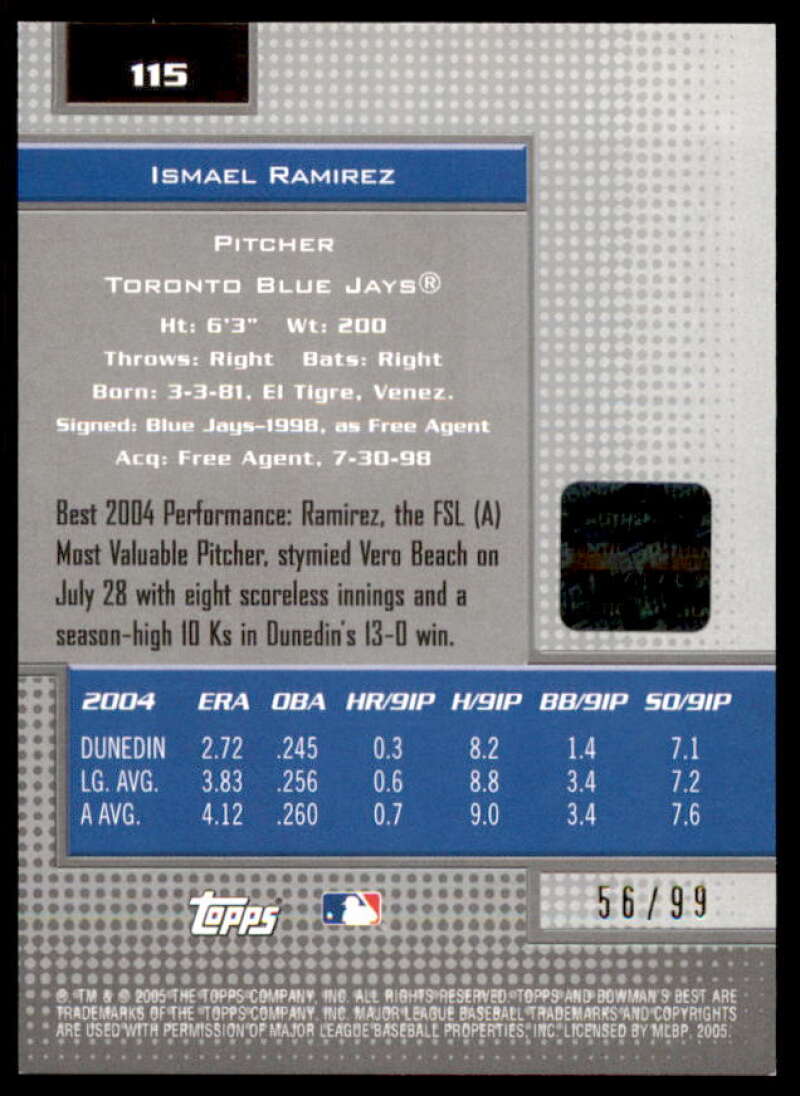 115
ISMAEL RAMIREZ
PITCHER
TORONTO BLUE JAYS®
Ht: 6'3" Wt: 200
Throws: Right Bats: Right
Born: 3-3-81, El Tigre, Venez.
Signed: Blue Jays-1998, as Free Agent
Acq: Free Agent, 7-30-98
Best 2004 Performance: Ramirez, the FSL (A)
Most Valuable Pitcher, stymied Vero Beach on
July 28 with eight scoreless innings and a
season-high 10 Ks in Dunedin's 13-0 win.
2004 ERA OBA HR/9IP H/9IP BB/9IP SO/9IP
DUNEDIN 2.72 .245 0.3 8.2 1.4 7.1
LG. AVG. 3.83 .256 0.6 8.8 3.4 7.2
A AVG. 4.12 .260 0.7 9.0 3.4 7.6
TOPPS
56/99
®, TM & © 2005 THE TOPPS COMPANY, INC. ALL RIGHTS RESERVED. TOPPS AND BOWMAN'S BEST ARE
TRADEMARKS OF THE TOPPS COMPANY, INC. MAJOR LEAGUE BASEBALL TRADEMARKS AND COPYRIGHTS
ARE USED WITH PERMISSION OF MAJOR LEAGUE BASEBALL PROPERTIES, INC. LICENSED BY MLBP, 2005.